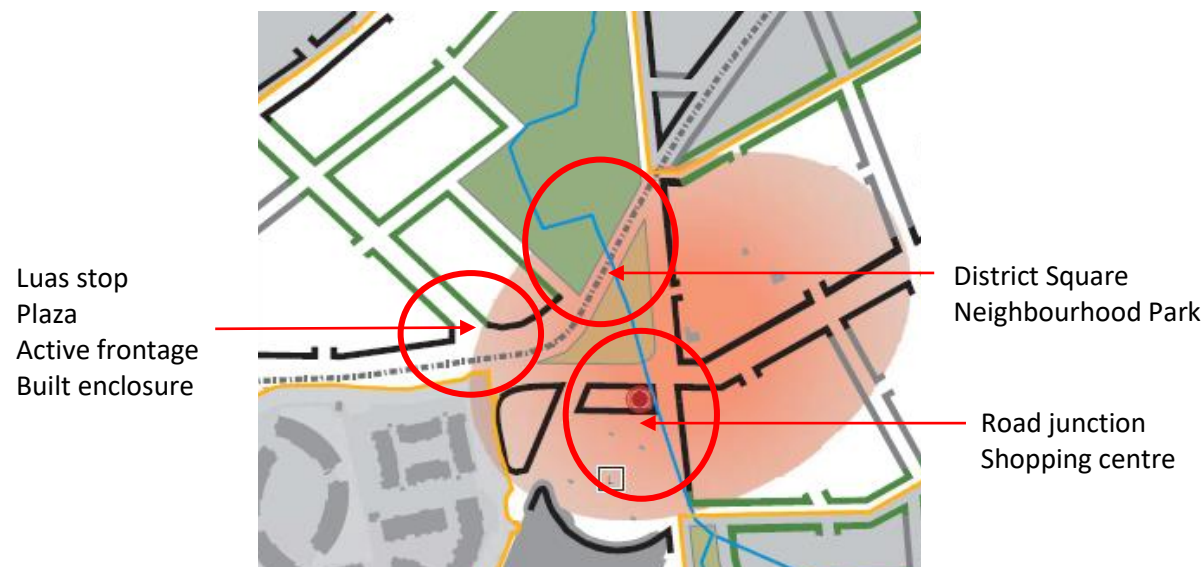 Luas stop
Plaza
Active frontage
Built enclosure
District Square
Neighbourhood Park
Road junction
Shopping centre